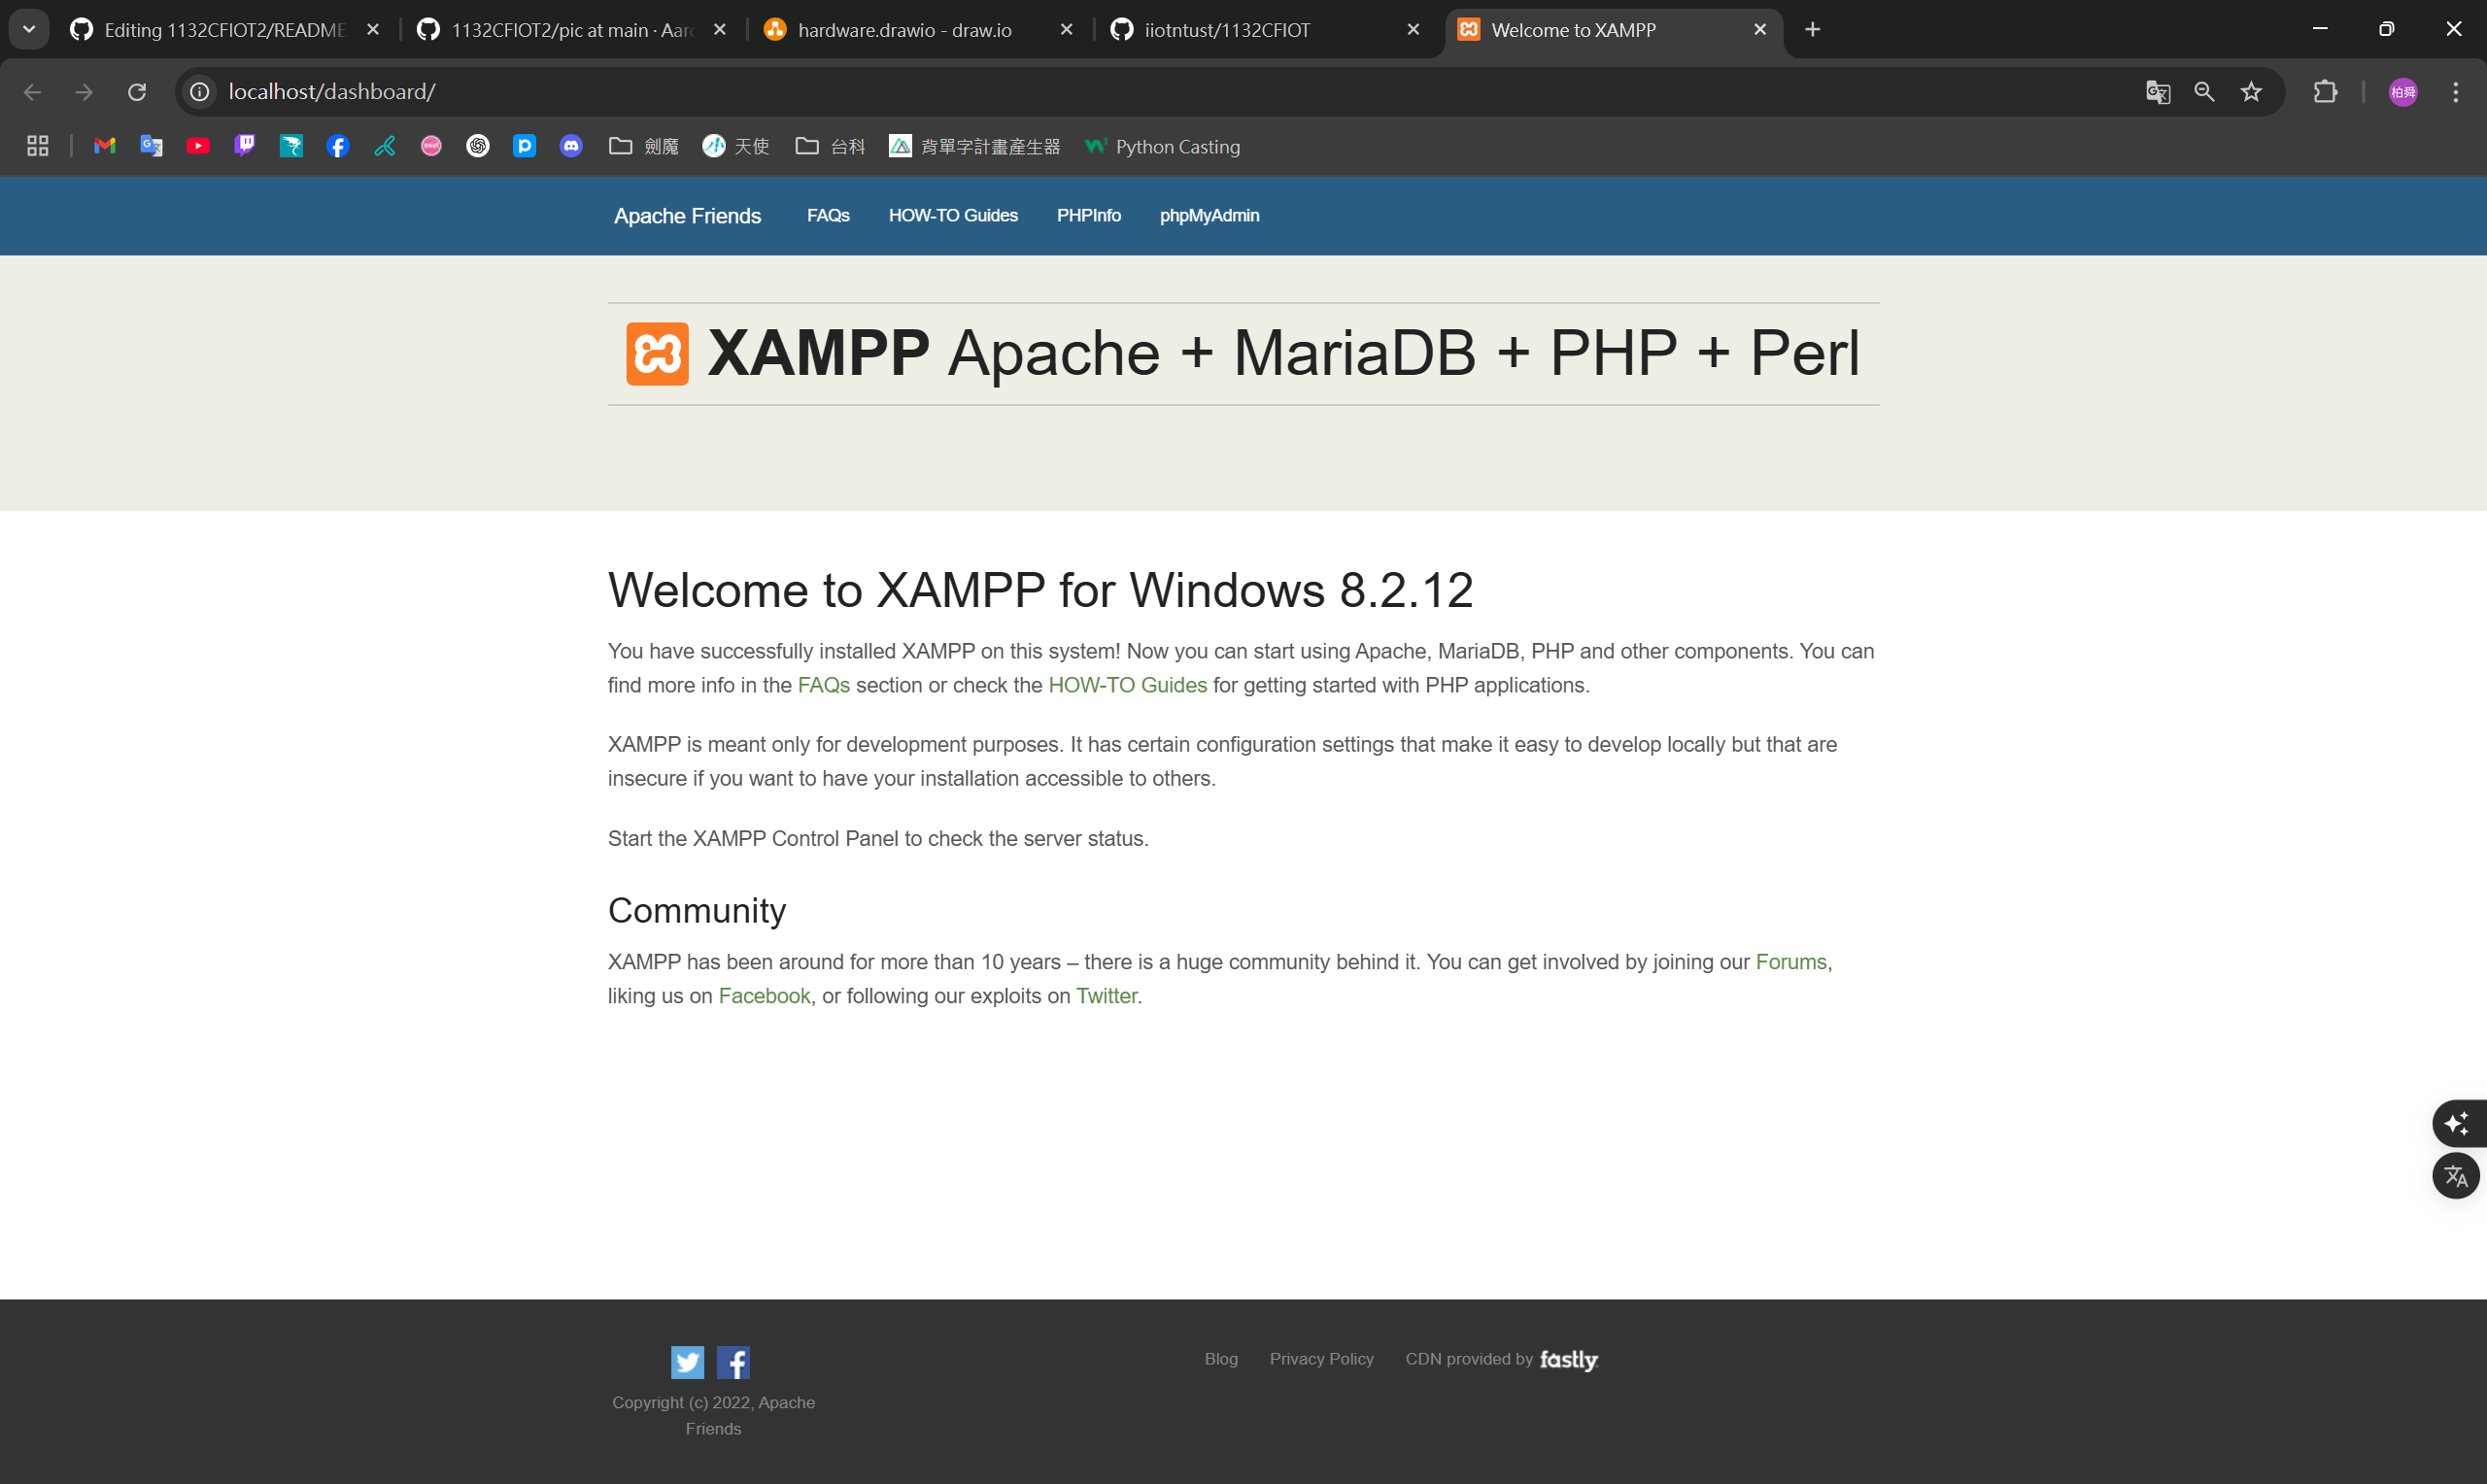 Editing 1132CFIOT2/README
1132CFIOT2/pic at main · Aar
hardware.drawio - draw.io
iiotntust/1132CFIOT
Welcome to XAMPP
localhost/dashboard/
柏舜
劍魔
天使
台科
背單字計畫產生器
Python Casting
Apache Friends
FAQs
HOW-TO Guides
PHPInfo
phpMyAdmin
XAMPP Apache + MariaDB + PHP + Perl
Welcome to XAMPP for Windows 8.2.12
You have successfully installed XAMPP on this system! Now you can start using Apache, MariaDB, PHP and other components. You can
find more info in the FAQs section or check the HOW-TO Guides for getting started with PHP applications.
XAMPP is meant only for development purposes. It has certain configuration settings that make it easy to develop locally but that are
insecure if you want to have your installation accessible to others.
Start the XAMPP Control Panel to check the server status.
Community
XAMPP has been around for more than 10 years – there is a huge community behind it. You can get involved by joining our Forums,
liking us on Facebook, or following our exploits on Twitter.
Blog
Privacy Policy
CDN provided by fastly
Copyright (c) 2022, Apache
Friends